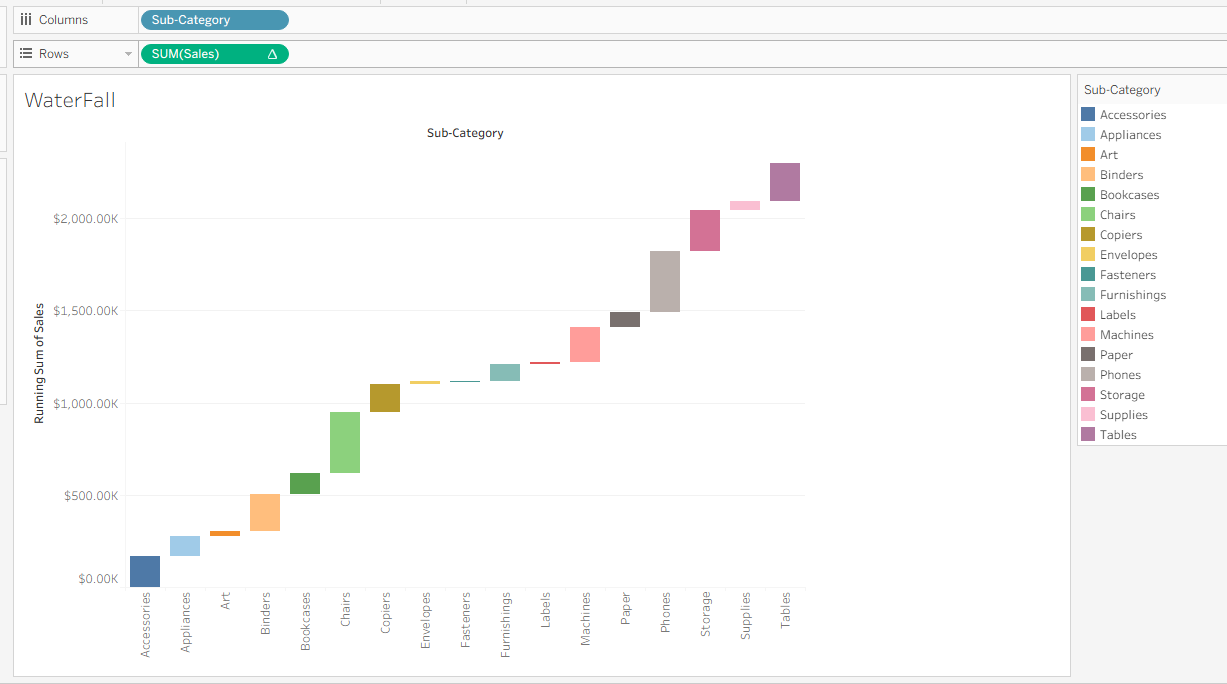 Columns
Sub-Category
Rows
SUM(Sales) Δ
WaterFall
Sub-Category
Running Sum of Sales
$2,000.00K
$1,500.00K
$1,000.00K
$500.00K
$0.00K
Accessories
Appliances
Art
Binders
Bookcases
Chairs
Copiers
Envelopes
Fasteners
Furnishings
Labels
Machines
Paper
Phones
Storage
Supplies
Tables
Sub-Category
Accessories
Appliances
Art
Binders
Bookcases
Chairs
Copiers
Envelopes
Fasteners
Furnishings
Labels
Machines
Paper
Phones
Storage
Supplies
Tables